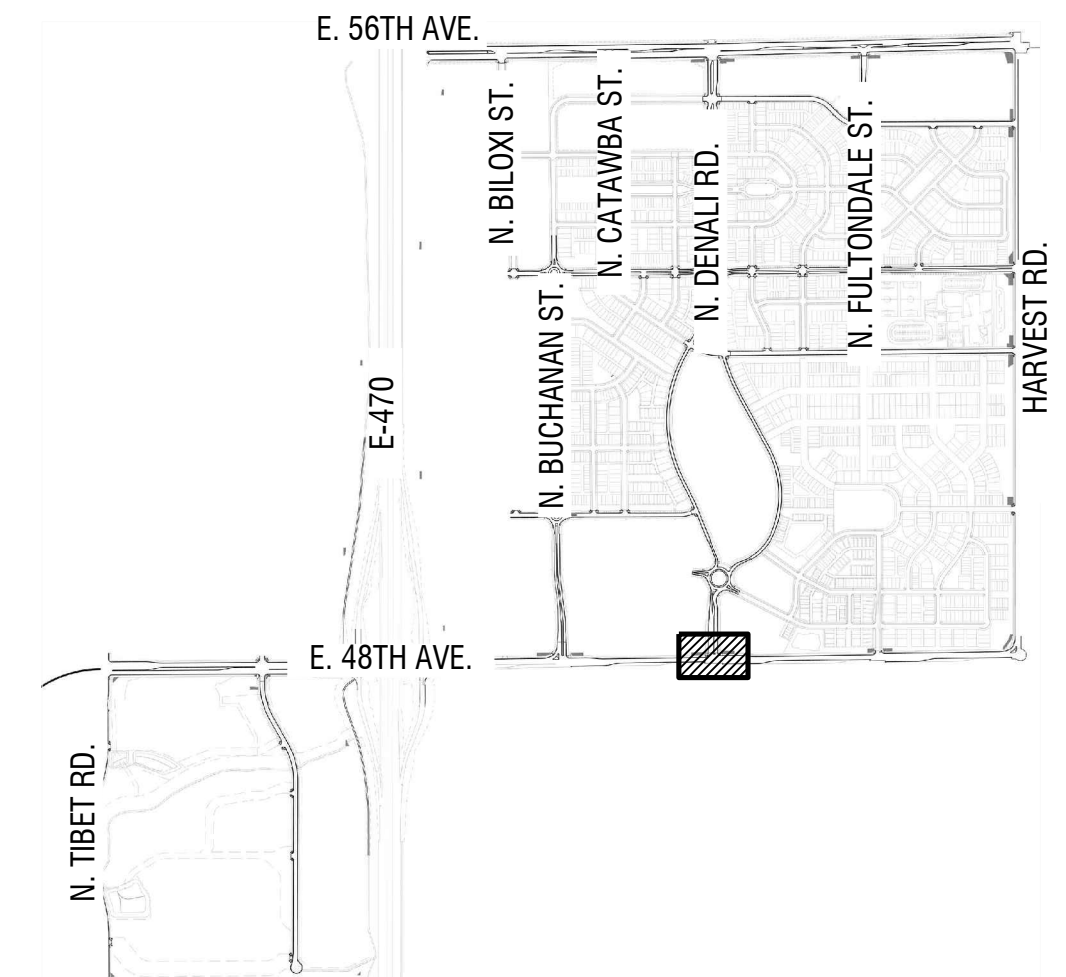 E. 56TH AVE.
N. BILOXI ST.
N. CATAWBA ST.
N. DENALI RD.
N. FULTONDALE ST.
HARVEST RD.
N. BUCHANAN ST.
E-470
E. 48TH AVE.
N. TIBET RD.